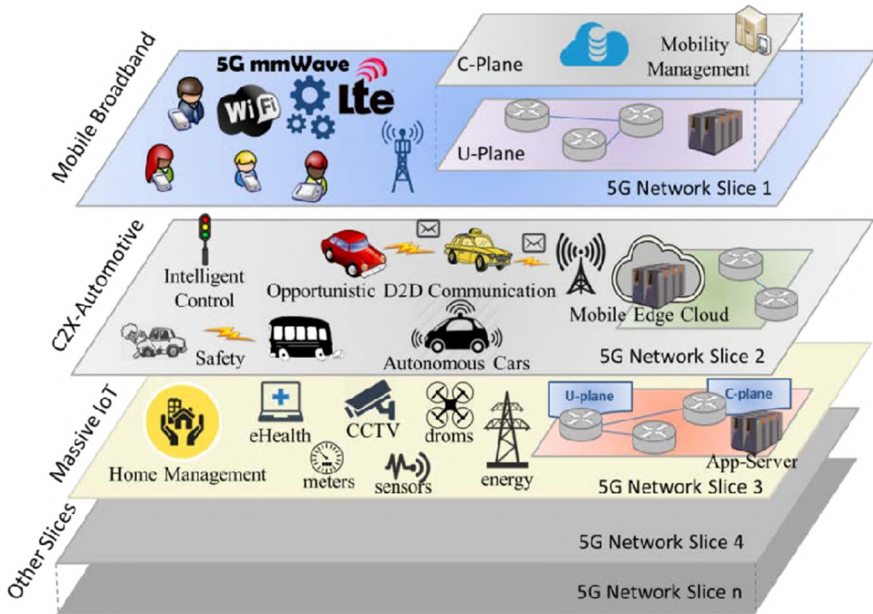 Mobile Broadband
5G mmWave
WiFi
Lte
C-Plane
Mobility
Management
U-Plane
5G Network Slice 1
C2X-Automotive
Intelligent
Control
Opportunistic D2D Communication
Mobile Edge Cloud
Safety
Autonomous Cars
5G Network Slice 2
Massive IoT
Home Management
eHealth
CCTV
droms
meters
sensors
energy
U-plane
C-plane
App-Server
5G Network Slice 3
Other Slices
5G Network Slice 4
5G Network Slice n